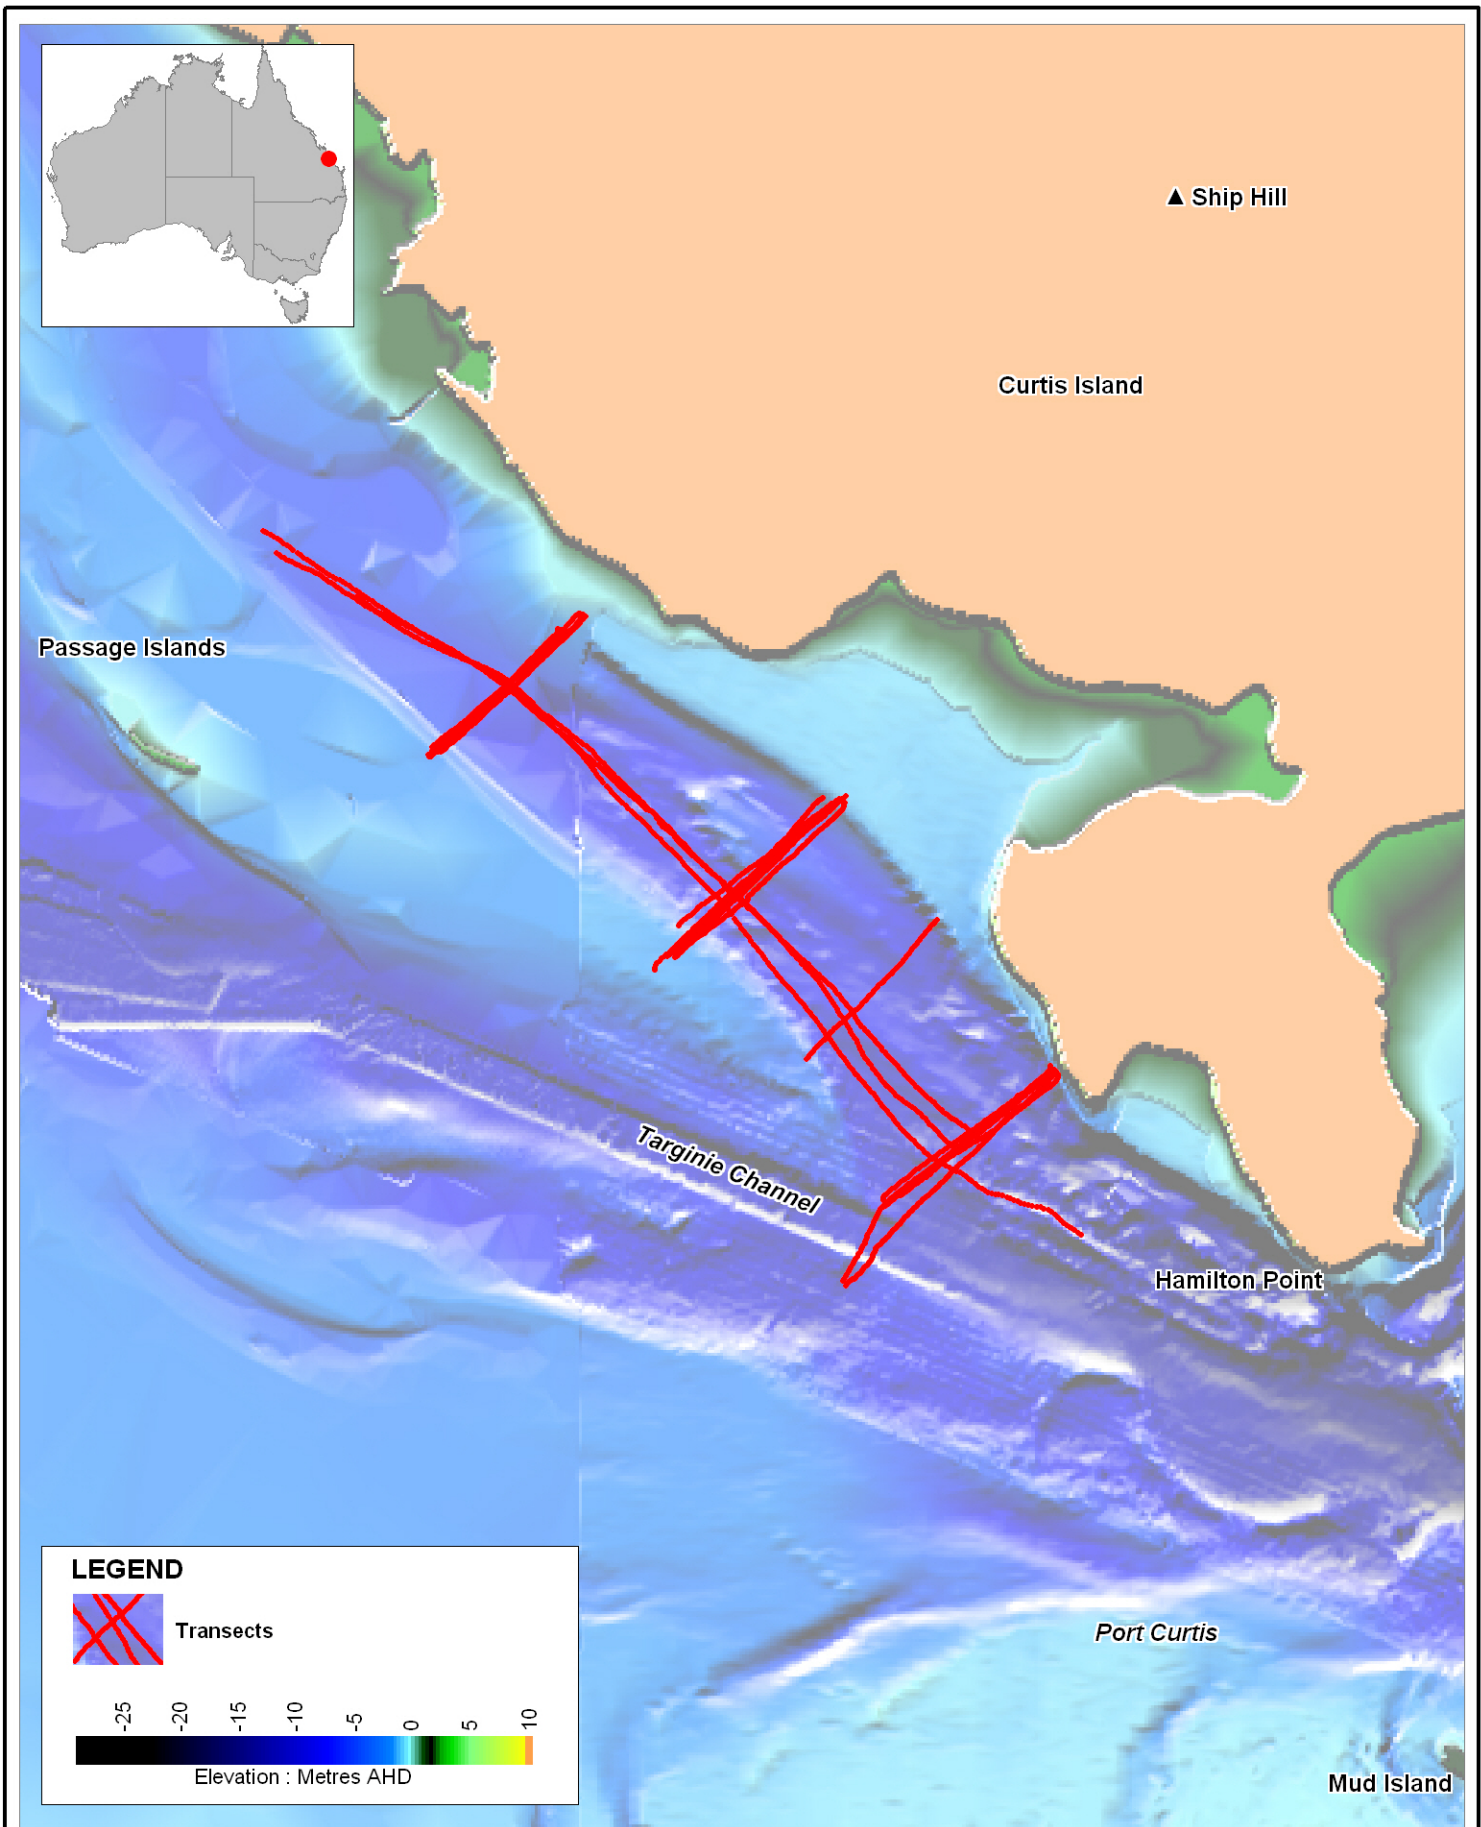 Ship Hill
Curtis Island
Passage Islands
Targinie Channel
Hamilton Point
LEGEND
Transects
-25 -20 -15 -10 -5 0 5 10
Elevation : Metres AHD
Port Curtis
Mud Island